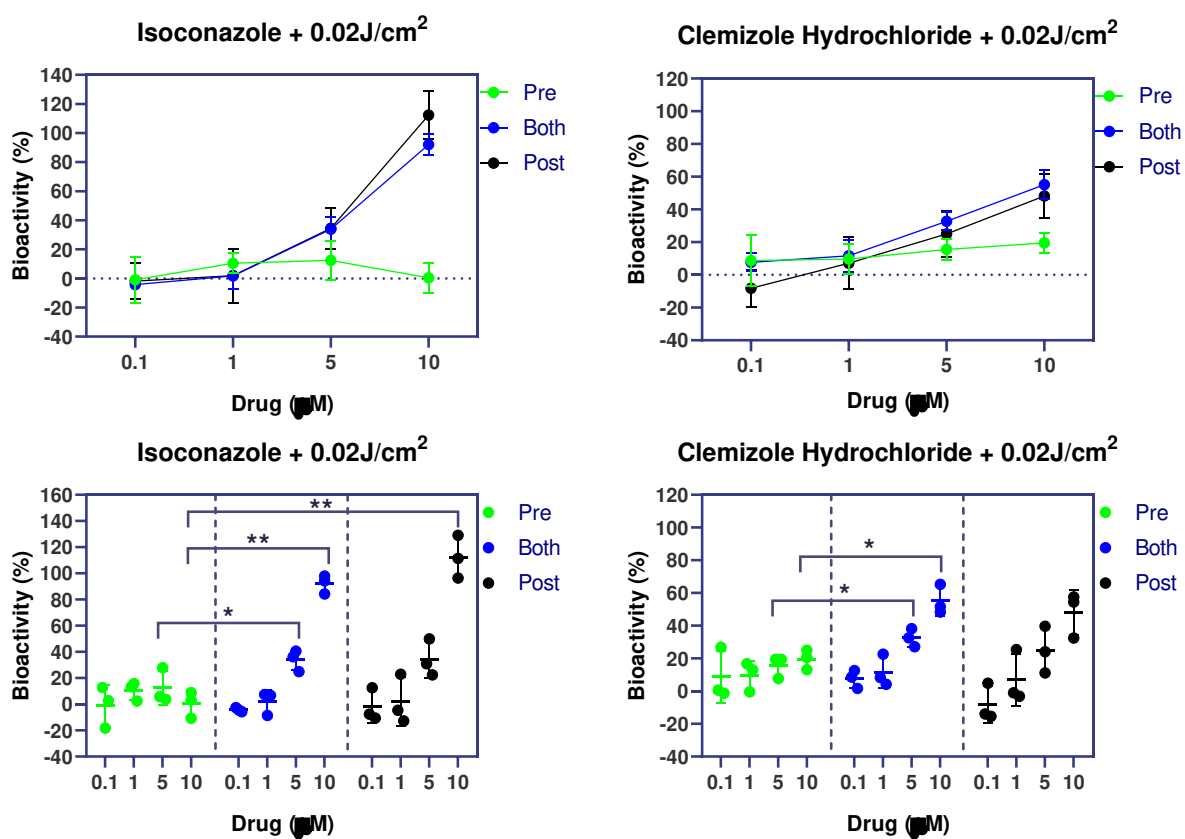 Isoconazole + 0.02J/cm²
Bioactivity (%)
140
120
100
80
60
40
20
0
-20
-40
0.1 1 5 10
Drug (µM)
Pre
Both
Post
Clemizole Hydrochloride + 0.02J/cm²
Bioactivity (%)
120
100
80
60
40
20
0
-20
-40
0.1 1 5 10
Drug (µM)
Pre
Both
Post
Isoconazole + 0.02J/cm²
Bioactivity (%)
160
140
120
100
80
60
40
20
0
-20
-40
**
**
*
0.1 1 5 10 0.1 1 5 10 0.1 1 5 10
Drug (µM)
Pre
Both
Post
Clemizole Hydrochloride + 0.02J/cm²
Bioactivity (%)
120
100
80
60
40
20
0
-20
-40
*
*
0.1 1 5 10 0.1 1 5 10 0.1 1 5 10
Drug (µM)
Pre
Both
Post